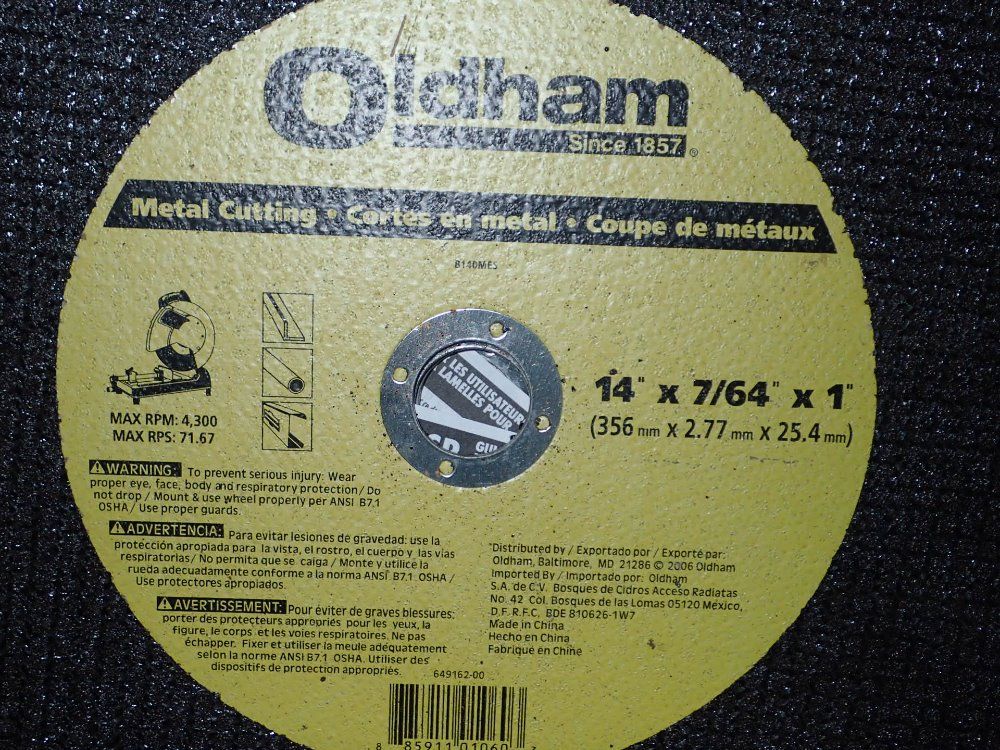 Oldham
Since 1857®
Metal Cutting • Cortes en metal • Coupe de métaux
B140MES
MAX RPM: 4,300
MAX RPS: 71.67
14" x 7/64" x 1"
(356 mm x 2.77 mm x 25.4 mm)
LES UTILISATEUR
LAMELLES POUR
GUI
WARNING: To prevent serious injury: Wear
proper eye, face, body and respiratory protection / Do
not drop / Mount & use wheel properly per ANSI B7.1
OSHA / Use proper guards.
ADVERTENCIA: Para evitar lesiones de gravedad: use la
protección apropiada para la vista, el rostro, el cuerpo y las vías
respiratorias / No permita que se caiga / Monte y utilice la
rueda adecuadamente conforme a la norma ANSI B7.1 OSHA /
Use protectores apropiados.
AVERTISSEMENT: Pour éviter de graves blessures:
porter des protecteurs appropriés pour les yeux, la
figure, le corps et les voies respiratoires. Ne pas
échapper. Fixer et utiliser la meule adéquatement
selon la norme ANSI B7.1 OSHA. Utiliser des
dispositifs de protection appropriés.
649162-00
Distributed by / Exportado por / Exporté par:
Oldham, Baltimore, MD 21286 © 2006 Oldham
Imported By / Importado por: Oldham
S.A. de C.V. Bosques de Cidros Acceso Radiatas
No. 42 Col. Bosques de las Lomas 05120 México,
D.F. R.F.C. BDE 810626-1W7
Made in China
Hecho en China
Fabriqué en Chine
8 85911 01060